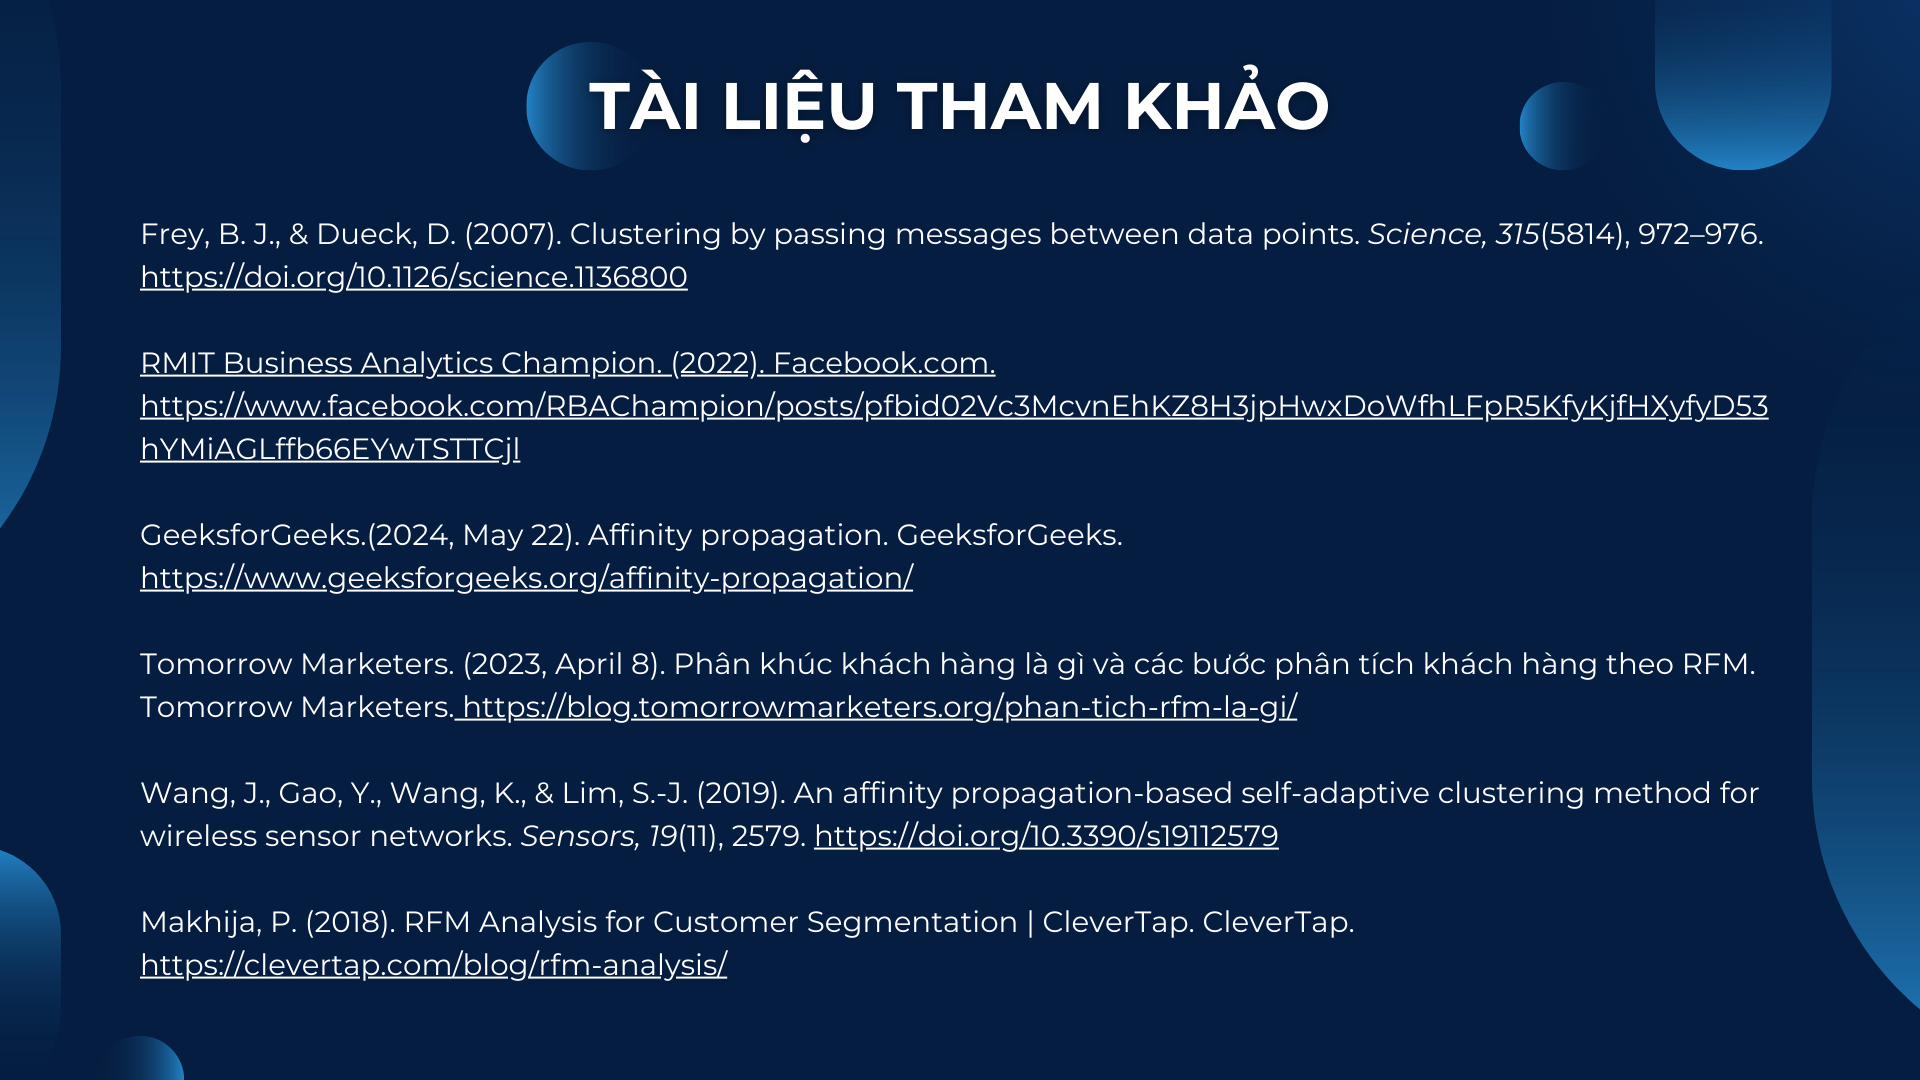 TÀI LIỆU THAM KHẢO
Frey, B. J., & Dueck, D. (2007). Clustering by passing messages between data points. Science, 315(5814), 972–976.
https://doi.org/10.1126/science.1136800
RMIT Business Analytics Champion. (2022). Facebook.com.
https://www.facebook.com/RBAChampion/posts/pfbid02Vc3McvnEhKZ8H3jpHwxDoWfhLFpR5KfyKjfHXyfyD53
hYMiAGLffb66EYwTSTTCjl
GeeksforGeeks.(2024, May 22). Affinity propagation. GeeksforGeeks.
https://www.geeksforgeeks.org/affinity-propagation/
Tomorrow Marketers. (2023, April 8). Phân khúc khách hàng là gì và các bước phân tích khách hàng theo RFM.
Tomorrow Marketers. https://blog.tomorrowmarketers.org/phan-tich-rfm-la-gi/
Wang, J., Gao, Y., Wang, K., & Lim, S.-J. (2019). An affinity propagation-based self-adaptive clustering method for
wireless sensor networks. Sensors, 19(11), 2579. https://doi.org/10.3390/s19112579
Makhija, P. (2018). RFM Analysis for Customer Segmentation | CleverTap. CleverTap.
https://clevertap.com/blog/rfm-analysis/